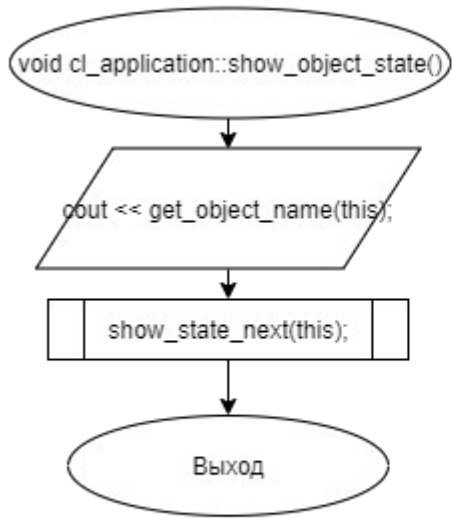 void cl_application::show_object_state()
cout << get_object_name(this);
show_state_next(this);
Выход